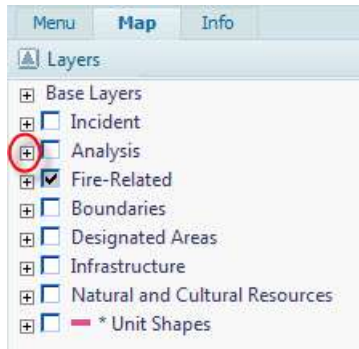 Menu Map Info
Layers
Base Layers
Incident
Analysis
Fire-Related
Boundaries
Designated Areas
Infrastructure
Natural and Cultural Resources
* Unit Shapes